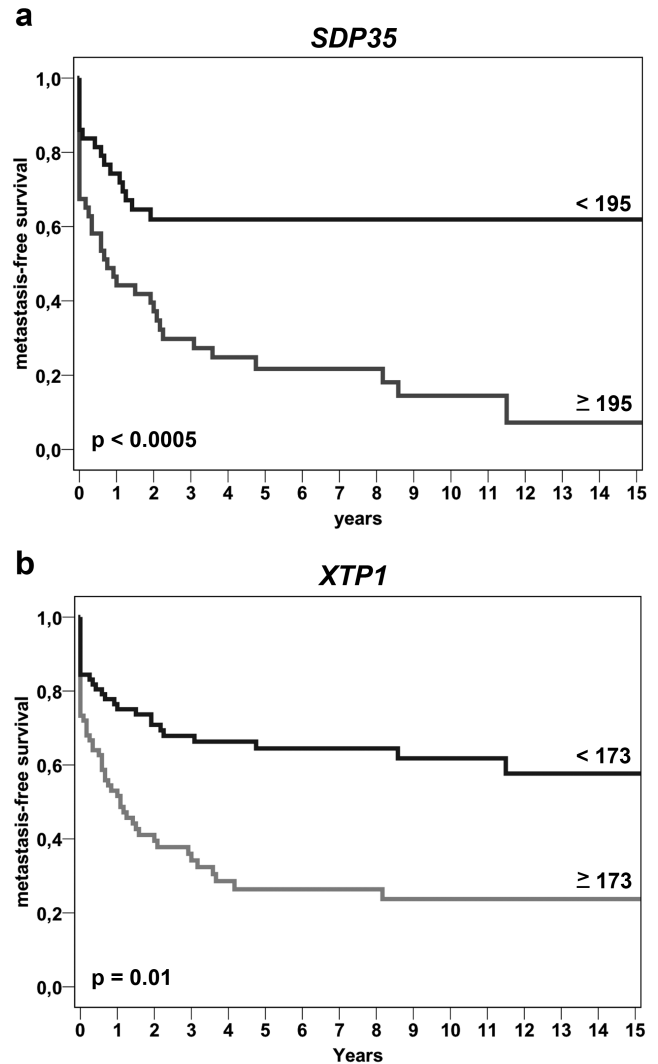 a
SDP35
metastasis-free survival
1,0
0,8
0,6
0,4
0,2
0,0
< 195
≥ 195
p < 0.0005
0 1 2 3 4 5 6 7 8 9 10 11 12 13 14 15
years
b
XTP1
metastasis-free survival
1,0
0,8
0,6
0,4
0,2
0,0
< 173
≥ 173
p = 0.01
0 1 2 3 4 5 6 7 8 9 10 11 12 13 14 15
Years